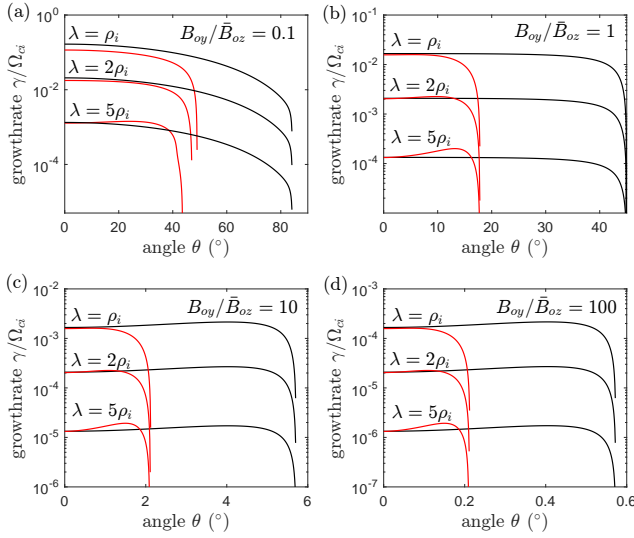 (a)
10^0
10^-2
10^-4
growthrate γ/Ω_ci
λ = ρ_i
λ = 2ρ_i
λ = 5ρ_i
B_oy/B̄_oz = 0.1
0 20 40 60 80
angle θ (°)
(b)
10^-1
10^-2
10^-3
10^-4
growthrate γ/Ω_ci
λ = ρ_i
λ = 2ρ_i
λ = 5ρ_i
B_oy/B̄_oz = 1
0 10 20 30 40
angle θ (°)
(c)
10^-2
10^-3
10^-4
10^-5
10^-6
growthrate γ/Ω_ci
λ = ρ_i
λ = 2ρ_i
λ = 5ρ_i
B_oy/B̄_oz = 10
0 2 4 6
angle θ (°)
(d)
10^-3
10^-4
10^-5
10^-6
10^-7
growthrate γ/Ω_ci
λ = ρ_i
λ = 2ρ_i
λ = 5ρ_i
B_oy/B̄_oz = 100
0 0.2 0.4 0.6
angle θ (°)